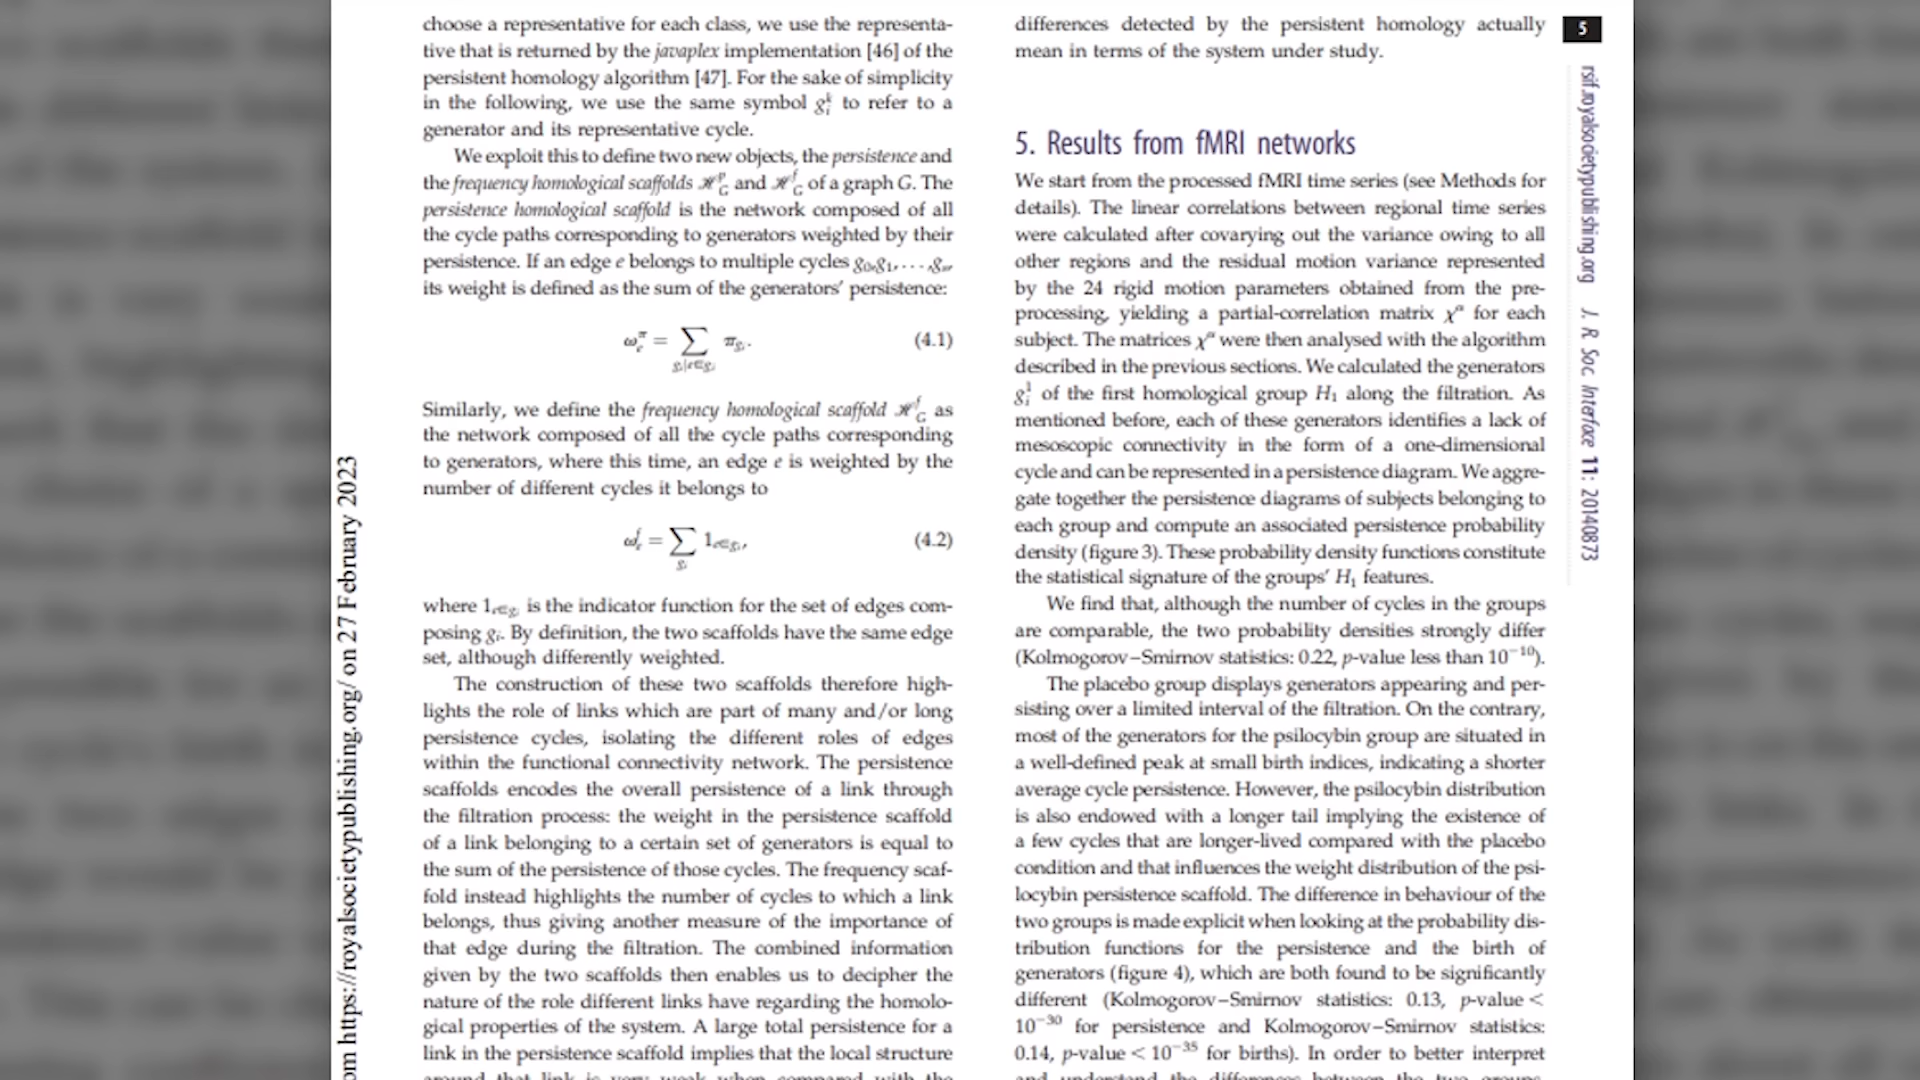 choose a representative for each class, we use the representa-
tive that is returned by the javaplex implementation [46] of the
persistent homology algorithm [47]. For the sake of simplicity
in the following, we use the same symbol gᵢᵏ to refer to a
generator and its representative cycle.
We exploit this to define two new objects, the persistence and
the frequency homological scaffolds ℋ_G^p and ℋ_G^f of a graph G. The
persistence homological scaffold is the network composed of all
the cycle paths corresponding to generators weighted by their
persistence. If an edge e belongs to multiple cycles g₀,g₁,. . .,gₛ,
its weight is defined as the sum of the generators' persistence:
ω_e^π = ∑_{gᵢ|e∈gᵢ} π_{gᵢ}. (4.1)
Similarly, we define the frequency homological scaffold ℋ_G^f as
the network composed of all the cycle paths corresponding
to generators, where this time, an edge e is weighted by the
number of different cycles it belongs to
ω_e^f = ∑_{gᵢ} 1_{e∈gᵢ}, (4.2)
where 1_{e∈gᵢ} is the indicator function for the set of edges com-
posing gᵢ. By definition, the two scaffolds have the same edge
set, although differently weighted.
The construction of these two scaffolds therefore high-
lights the role of links which are part of many and/or long
persistence cycles, isolating the different roles of edges
within the functional connectivity network. The persistence
scaffolds encodes the overall persistence of a link through
the filtration process: the weight in the persistence scaffold
of a link belonging to a certain set of generators is equal to
the sum of the persistence of those cycles. The frequency scaf-
fold instead highlights the number of cycles to which a link
belongs, thus giving another measure of the importance of
that edge during the filtration. The combined information
given by the two scaffolds then enables us to decipher the
nature of the role different links have regarding the homolo-
gical properties of the system. A large total persistence for a
link in the persistence scaffold implies that the local structure
around that link is very weak when compared with the
differences detected by the persistent homology actually
mean in terms of the system under study.
5. Results from fMRI networks
We start from the processed fMRI time series (see Methods for
details). The linear correlations between regional time series
were calculated after covarying out the variance owing to all
other regions and the residual motion variance represented
by the 24 rigid motion parameters obtained from the pre-
processing, yielding a partial-correlation matrix χ^α for each
subject. The matrices χ^α were then analysed with the algorithm
described in the previous sections. We calculated the generators
gᵢ¹ of the first homological group H₁ along the filtration. As
mentioned before, each of these generators identifies a lack of
mesoscopic connectivity in the form of a one-dimensional
cycle and can be represented in a persistence diagram. We aggre-
gate together the persistence diagrams of subjects belonging to
each group and compute an associated persistence probability
density (figure 3). These probability density functions constitute
the statistical signature of the groups' H₁ features.
We find that, although the number of cycles in the groups
are comparable, the two probability densities strongly differ
(Kolmogorov–Smirnov statistics: 0.22, p-value less than 10⁻¹⁰).
The placebo group displays generators appearing and per-
sisting over a limited interval of the filtration. On the contrary,
most of the generators for the psilocybin group are situated in
a well-defined peak at small birth indices, indicating a shorter
average cycle persistence. However, the psilocybin distribution
is also endowed with a longer tail implying the existence of
a few cycles that are longer-lived compared with the placebo
condition and that influences the weight distribution of the psi-
locybin persistence scaffold. The difference in behaviour of the
two groups is made explicit when looking at the probability dis-
tribution functions for the persistence and the birth of
generators (figure 4), which are both found to be significantly
different (Kolmogorov–Smirnov statistics: 0.13, p-value <
10⁻³⁰ for persistence and Kolmogorov–Smirnov statistics:
0.14, p-value < 10⁻³⁵ for births). In order to better interpret
and understand the differences between the two groups,
5
rsif.royalsocietypublishing.org J. R. Soc. Interface 11: 20140873
om https://royalsocietypublishing.org/ on 27 February 2023